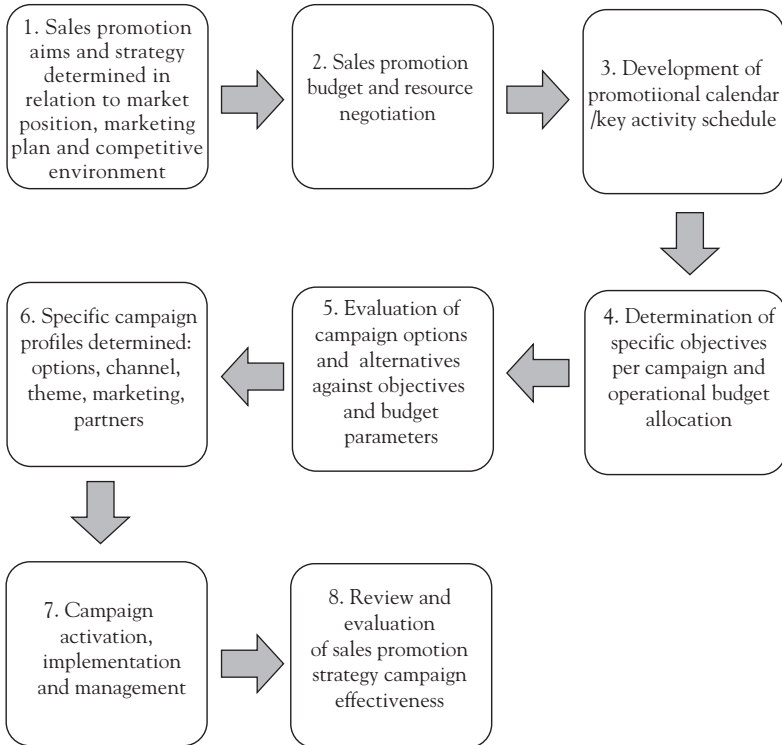 1. Sales promotion
aims and strategy
determined in
relation to market
position, marketing
plan and competitive
environment
2. Sales promotion
budget and resource
negotiation
3. Development of
promotiional calendar
/key activity schedule
4. Determination of
specific objectives
per campaign and
operational budget
allocation
5. Evaluation of
campaign options
and alternatives
against objectives
and budget
parameters
6. Specific campaign
profiles determined:
options, channel,
theme, marketing,
partners
7. Campaign
activation,
implementation
and management
8. Review and
evaluation
of sales promotion
strategy campaign
effectiveness